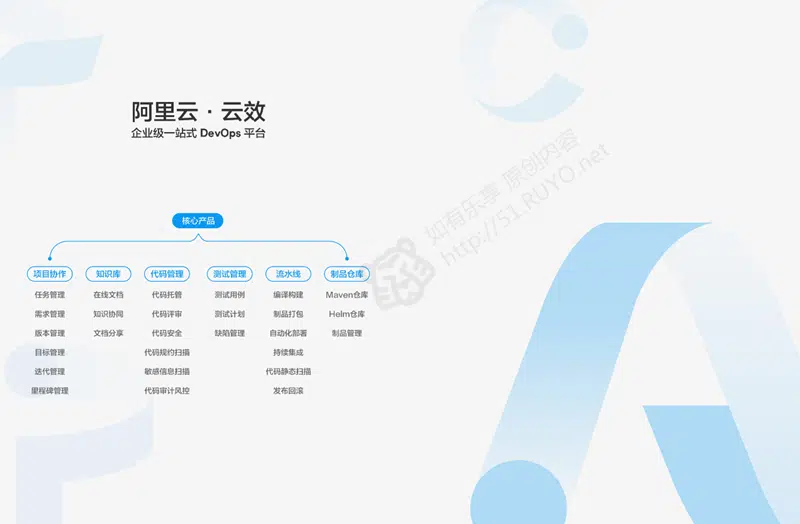 阿里云 · 云效
企业级一站式 DevOps 平台
核心产品
项目协作
任务管理
需求管理
版本管理
目标管理
迭代管理
里程碑管理
知识库
在线文档
知识协同
文档分享
代码管理
代码托管
代码评审
代码安全
代码规约扫描
敏感信息扫描
代码审计风控
测试管理
测试用例
测试计划
缺陷管理
流水线
编译构建
制品打包
自动化部署
持续集成
代码静态扫描
发布回滚
制品仓库
Maven仓库
Helm仓库
制品管理
如有乐享 原创内容
http://51.RUYO.net